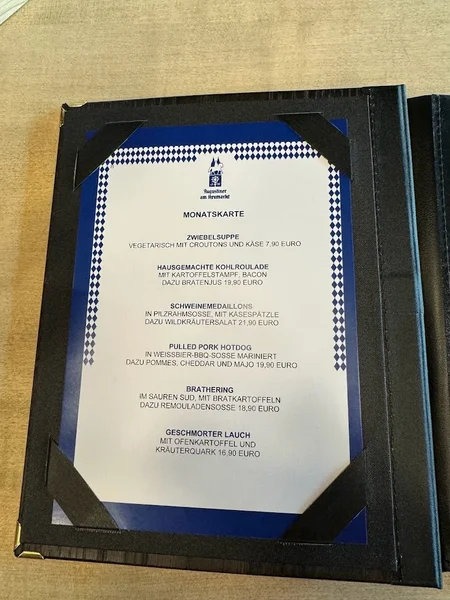 Augustiner
am Neumarkt
MONATSKARTE
ZWIEBELSUPPE
VEGETARISCH MIT CROUTONS UND KÄSE 7,90 EURO
HAUSGEMACHTE KOHLROULADE
MIT KARTOFFELSTAMPF, BACON
DAZU BRATENJUS 19,90 EURO
SCHWEINEMEDAILLONS
IN PILZRAHMSOSSE, MIT KÄSESPÄTZLE
DAZU WILDKRÄUTERSALAT 21,90 EURO
PULLED PORK HOTDOG
IN WEISSBIER-BBQ-SOSSE MARINIERT
DAZU POMMES, CHEDDAR UND MAJO 19,90 EURO
BRATHERING
IM SAUREN SUD, MIT BRATKARTOFFELN
DAZU REMOULADENSOSSE 18,90 EURO
GESCHMORTER LAUCH
MIT OFENKARTOFFEL UND
KRÄUTERQUARK 16,90 EURO